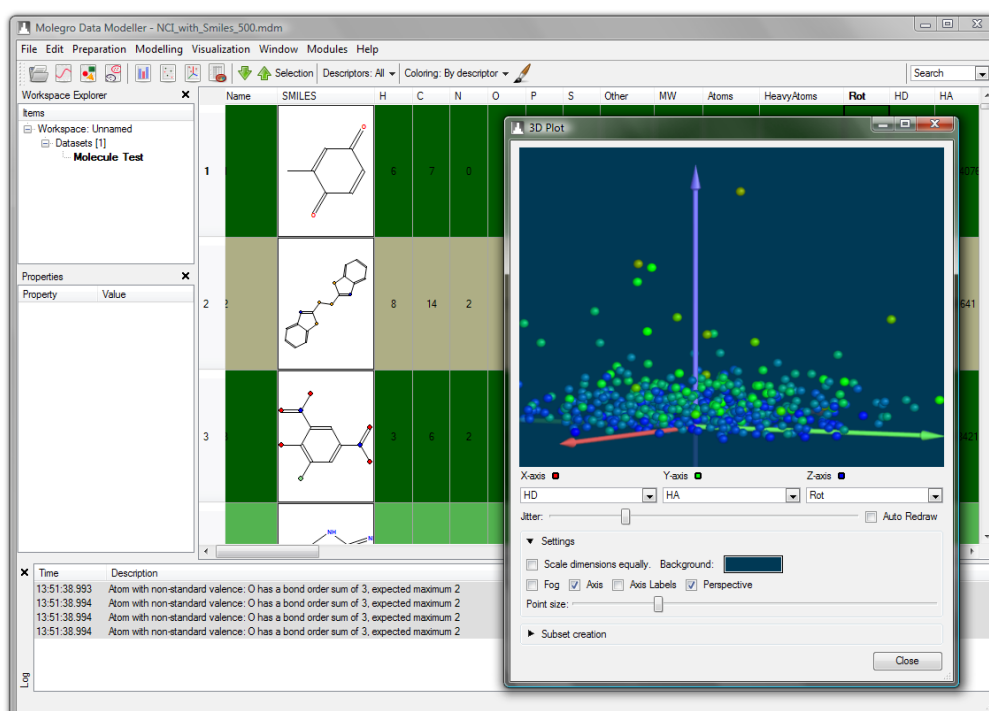 Molegro Data Modeller - NCI_with_Smiles_500.mdm
File Edit Preparation Modelling Visualization Window Modules Help
Selection Descriptors: All Coloring: By descriptor Search
Workspace Explorer
Items
Workspace: Unnamed
Datasets [1]
Molecule Test
Properties
Property Value
Name SMILES H C N O P S Other MW Atoms HeavyAtoms Rot HD HA
1 6 7 0
2 8 14 2 641
3 3 6 2
NH N
3D Plot
X-axis Y-axis Z-axis
HD HA Rot
Jitter: Auto Redraw
Settings
Scale dimensions equally. Background:
Fog Axis Axis Labels Perspective
Point size:
Subset creation
Close
Time Description
13:51:38.993 Atom with non-standard valence: O has a bond order sum of 3, expected maximum 2
13:51:38.994 Atom with non-standard valence: O has a bond order sum of 3, expected maximum 2
13:51:38.994 Atom with non-standard valence: O has a bond order sum of 3, expected maximum 2
13:51:38.994 Atom with non-standard valence: O has a bond order sum of 3, expected maximum 2
Log